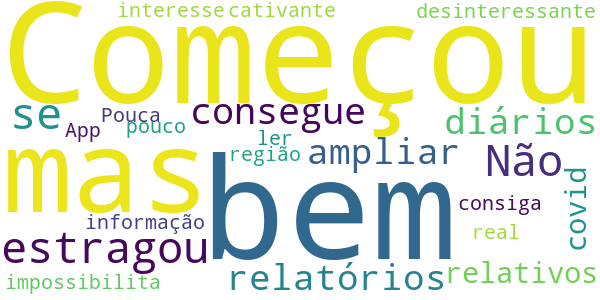 interesse cativante desinteressante
Começou
se Pouca consegue diários
App pouco
ler
mas região ampliar Não
bem covid
informação consiga
estragou real
impossibilita relatórios relativos